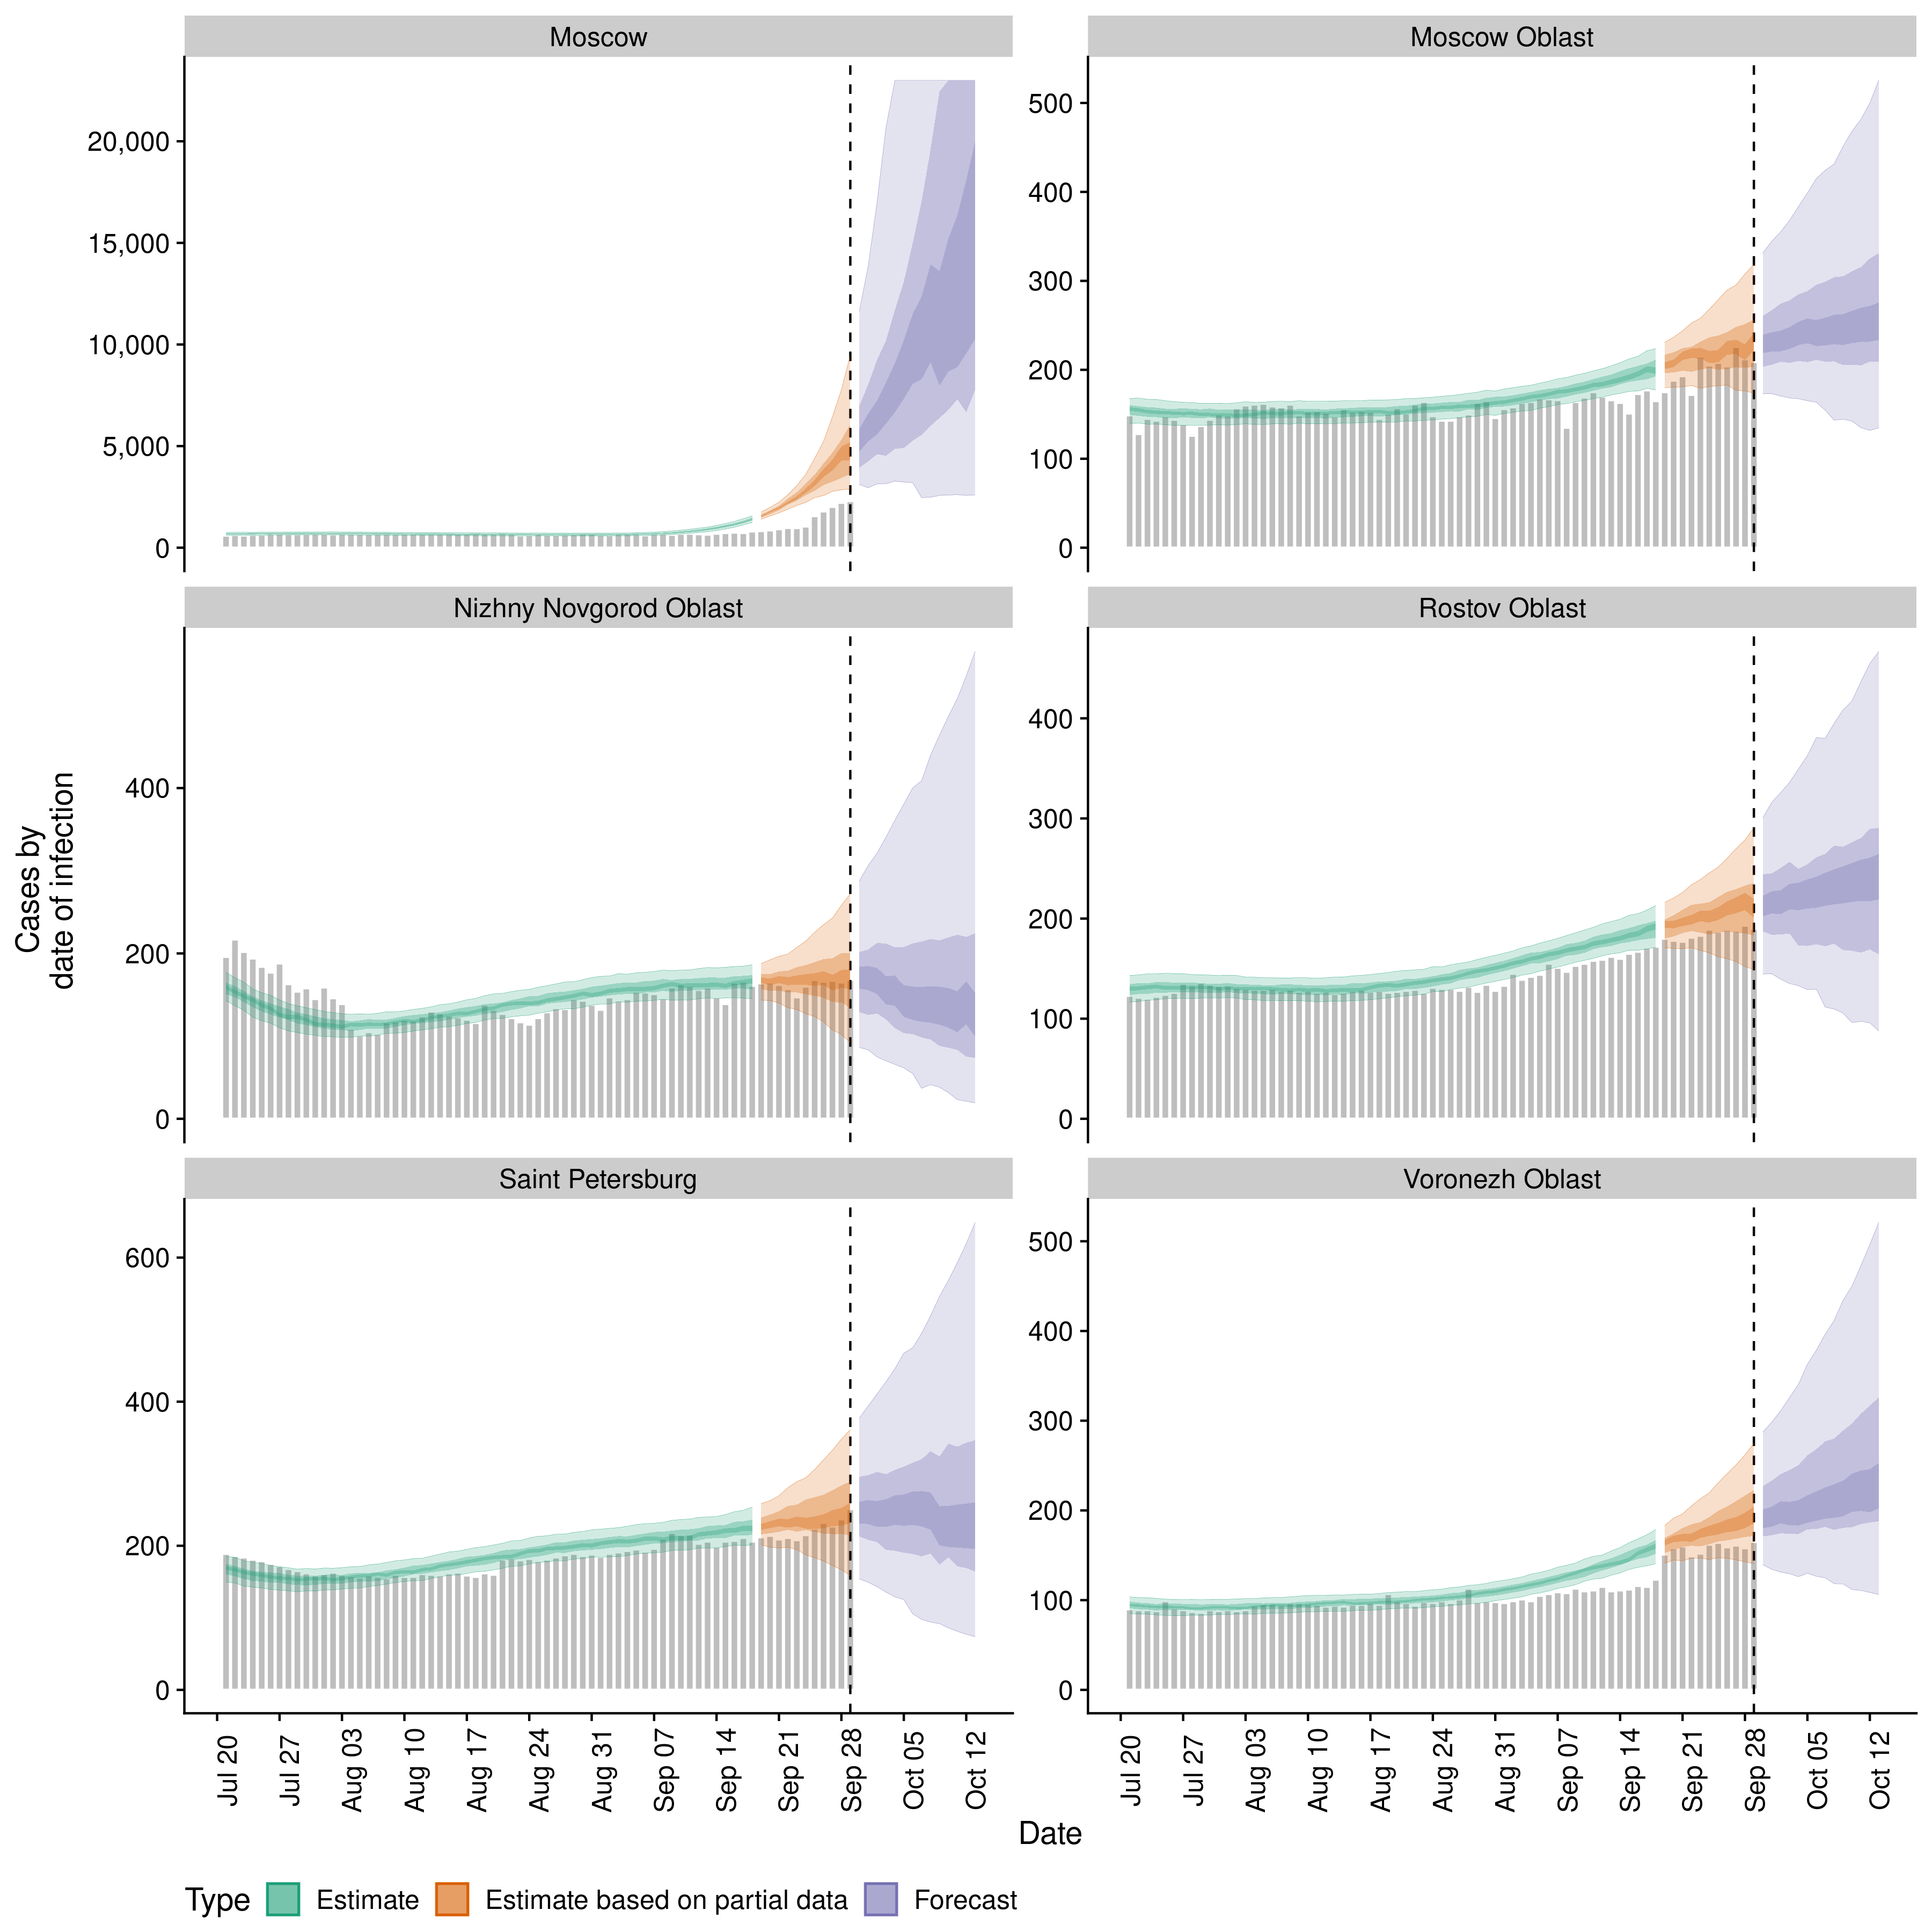 Moscow
Moscow Oblast
20,000
15,000
10,000
5,000
0
500
400
300
200
100
0
Nizhny Novgorod Oblast
Rostov Oblast
400
200
0
400
300
200
100
0
Saint Petersburg
Voronezh Oblast
600
400
200
0
500
400
300
200
100
0
Cases by
date of infection
Jul 20
Jul 27
Aug 03
Aug 10
Aug 17
Aug 24
Aug 31
Sep 07
Sep 14
Sep 21
Sep 28
Oct 05
Oct 12
Jul 20
Jul 27
Aug 03
Aug 10
Aug 17
Aug 24
Aug 31
Sep 07
Sep 14
Sep 21
Sep 28
Oct 05
Oct 12
Date
Type Estimate Estimate based on partial data Forecast